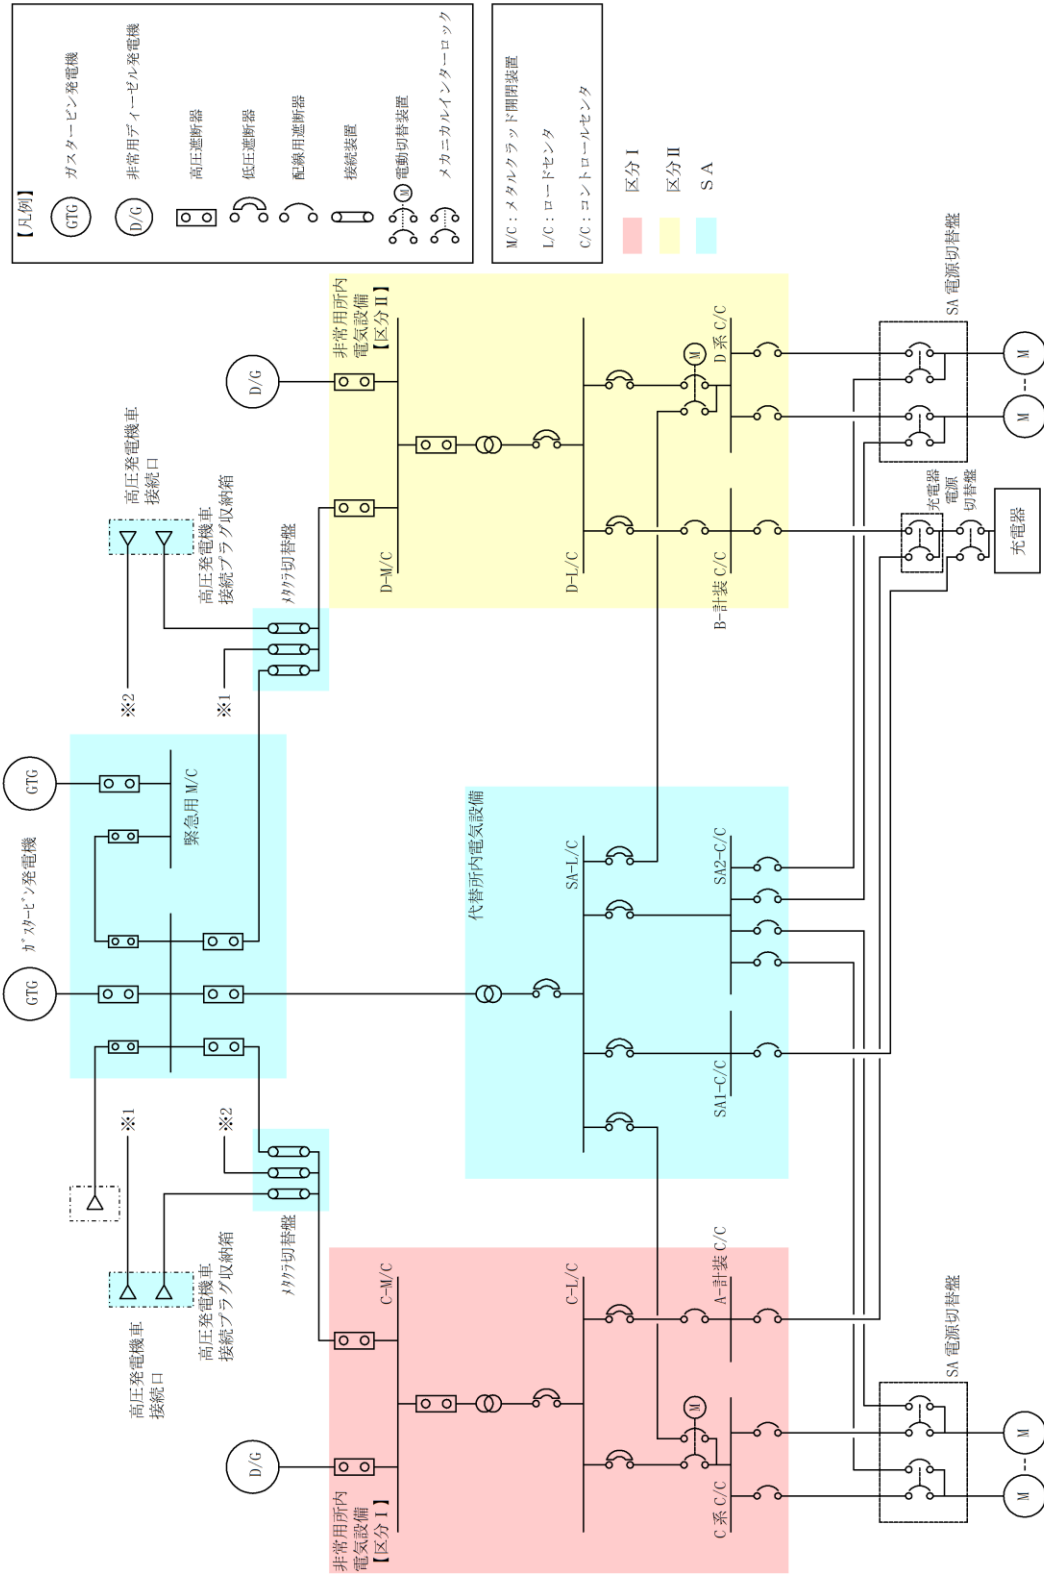 【凡例】
GTG
ガスタービン発電機
D/G
非常用ディーゼル発電機
高圧遮断器
低圧遮断器
配線用遮断器
接続装置
M
電動切替装置
メカニカルインターロック
M/C：メタルクラッド開閉装置
L/C：ロードセンタ
C/C：コントロールセンタ
区分Ⅰ
区分Ⅱ
ＳＡ
ｶﾞｽﾀｰﾋﾞﾝ発電機
GTG
GTG
緊急用 M/C
高圧発電機車
接続口
高圧発電機車
接続プラグ収納箱
※1
※2
ﾒﾀｸﾗ切替盤
高圧発電機車
接続口
高圧発電機車
接続プラグ収納箱
※2
※1
ﾒﾀｸﾗ切替盤
D/G
D/G
非常用所内
電気設備
【区分Ⅰ】
C-M/C
C-L/C
C 系 C/C
A-計装 C/C
M
代替所内電気設備
SA-L/C
SA1-C/C
SA2-C/C
非常用所内
電気設備
【区分Ⅱ】
D-M/C
D-L/C
B-計装 C/C
D 系 C/C
M
SA 電源切替盤
M
M
充電器
電源
切替盤
充電器
SA 電源切替盤
M
M